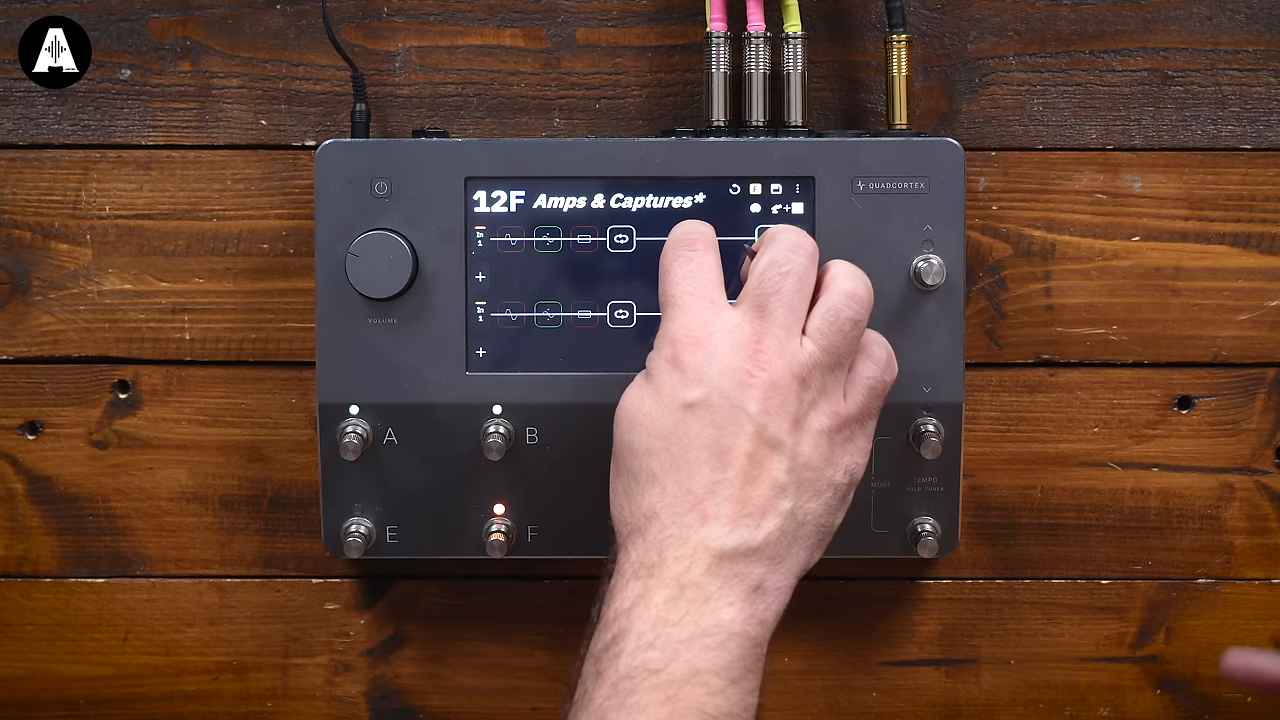 A
QUADCORTEX
12F Amps & Captures*
In
1
In
1
VOLUME
A
B
E
F
MODE
TEMPO
HOLD: TUNER